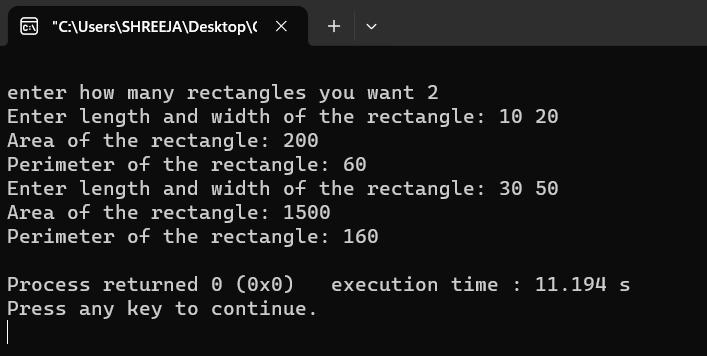 "C:\Users\SHREEJA\Desktop\
enter how many rectangles you want 2
Enter length and width of the rectangle: 10 20
Area of the rectangle: 200
Perimeter of the rectangle: 60
Enter length and width of the rectangle: 30 50
Area of the rectangle: 1500
Perimeter of the rectangle: 160
Process returned 0 (0x0)   execution time : 11.194 s
Press any key to continue.